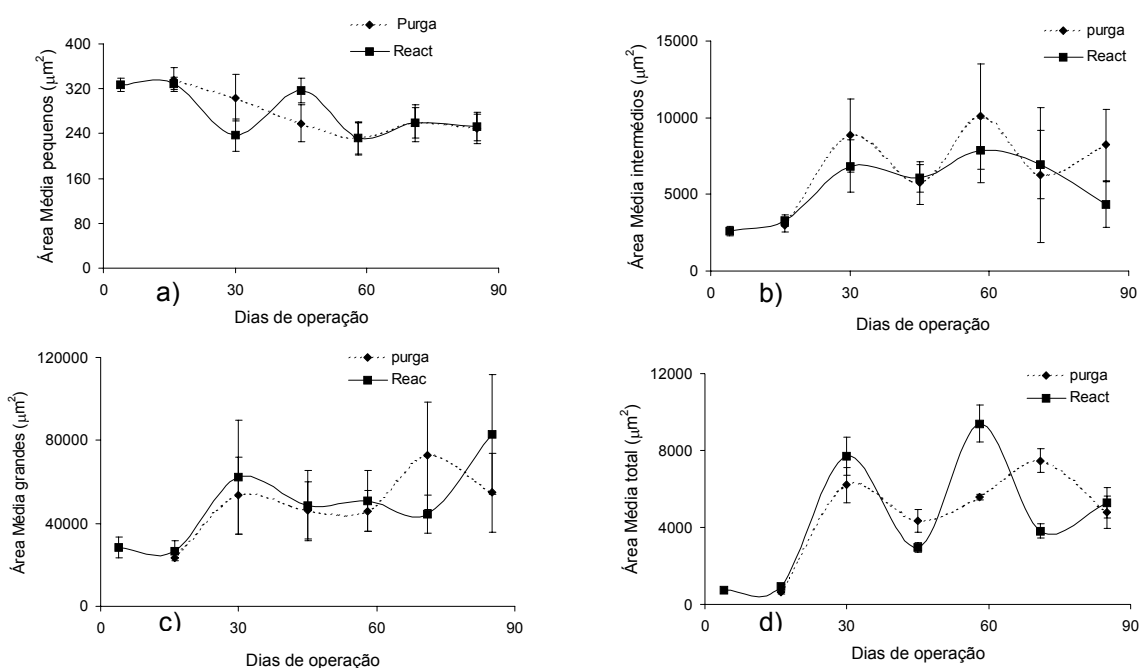 Purga
React
Área Média pequenos (μm²)
400
320
240
160
80
0
0 30 60 90
a)
Dias de operação
purga
React
Área Média intermédios (μm²)
15000
10000
5000
0
0 30 60 90
b)
Dias de operação
purga
Reac
Área Média grandes (μm²)
120000
80000
40000
0
0 30 60 90
c)
Dias de operação
purga
React
Área Média total (μm²)
12000
8000
4000
0
0 30 60 90
d)
Dias de operação